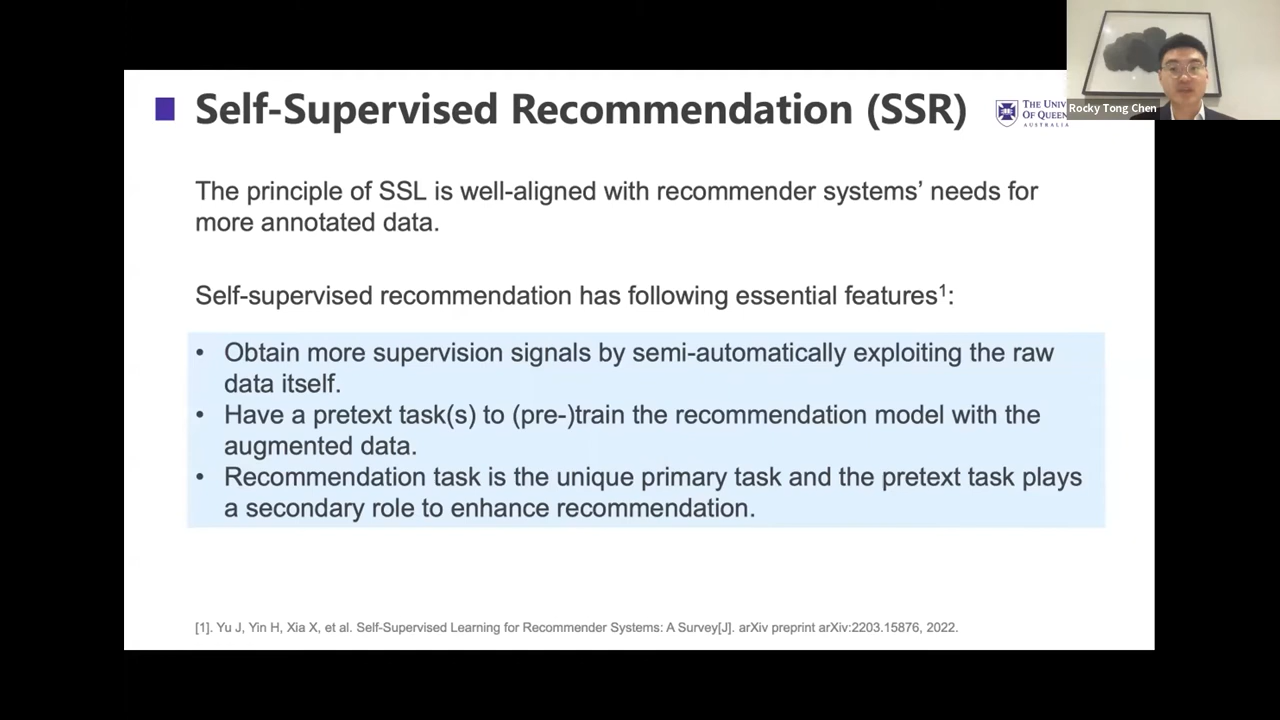 Self-Supervised Recommendation (SSR)
THE UNIV
OF QUEEN
AUSTRALIA
Rocky Tong Chen
The principle of SSL is well-aligned with recommender systems’ needs for
more annotated data.
Self-supervised recommendation has following essential features1:
• Obtain more supervision signals by semi-automatically exploiting the raw
data itself.
• Have a pretext task(s) to (pre-)train the recommendation model with the
augmented data.
• Recommendation task is the unique primary task and the pretext task plays
a secondary role to enhance recommendation.
[1]. Yu J, Yin H, Xia X, et al. Self-Supervised Learning for Recommender Systems: A Survey[J]. arXiv preprint arXiv:2203.15876, 2022.